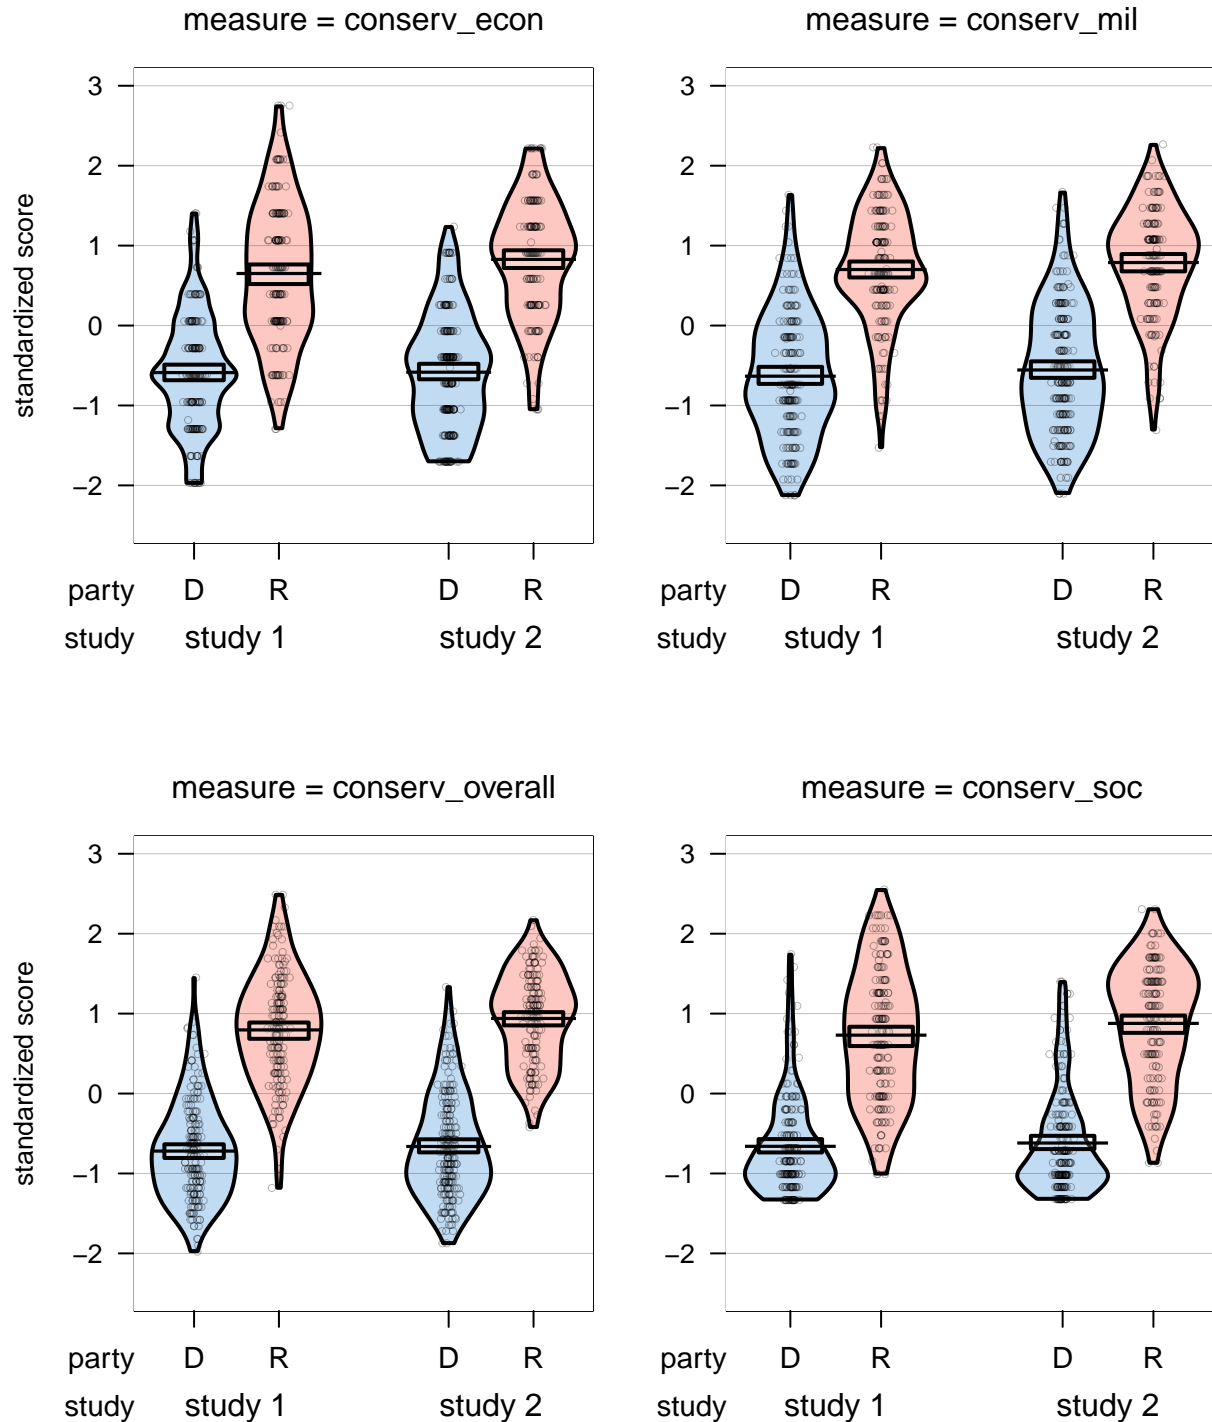 measure = conserv_econ
measure = conserv_mil
standardized score
3
2
1
0
−1
−2
3
2
1
0
−1
−2
party D R D R
study study 1 study 2
party D R D R
study study 1 study 2
measure = conserv_overall
measure = conserv_soc
standardized score
3
2
1
0
−1
−2
3
2
1
0
−1
−2
party D R D R
study study 1 study 2
party D R D R
study study 1 study 2